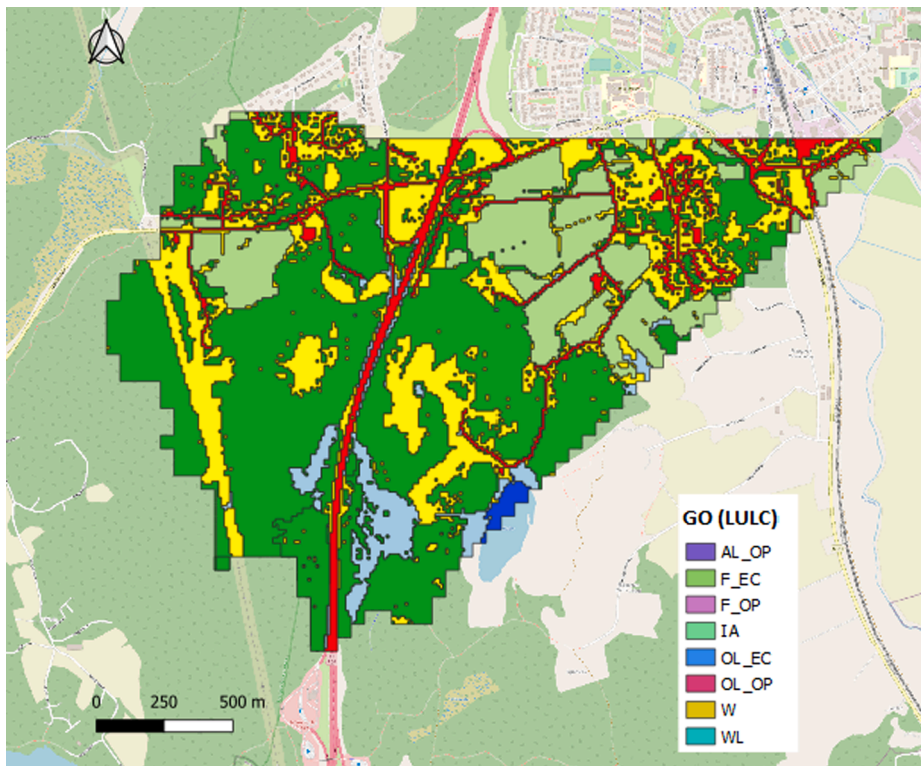 GO (LULC)
AL_OP
F_EC
F_OP
IA
OL_EC
OL_OP
W
WL
0 250 500 m